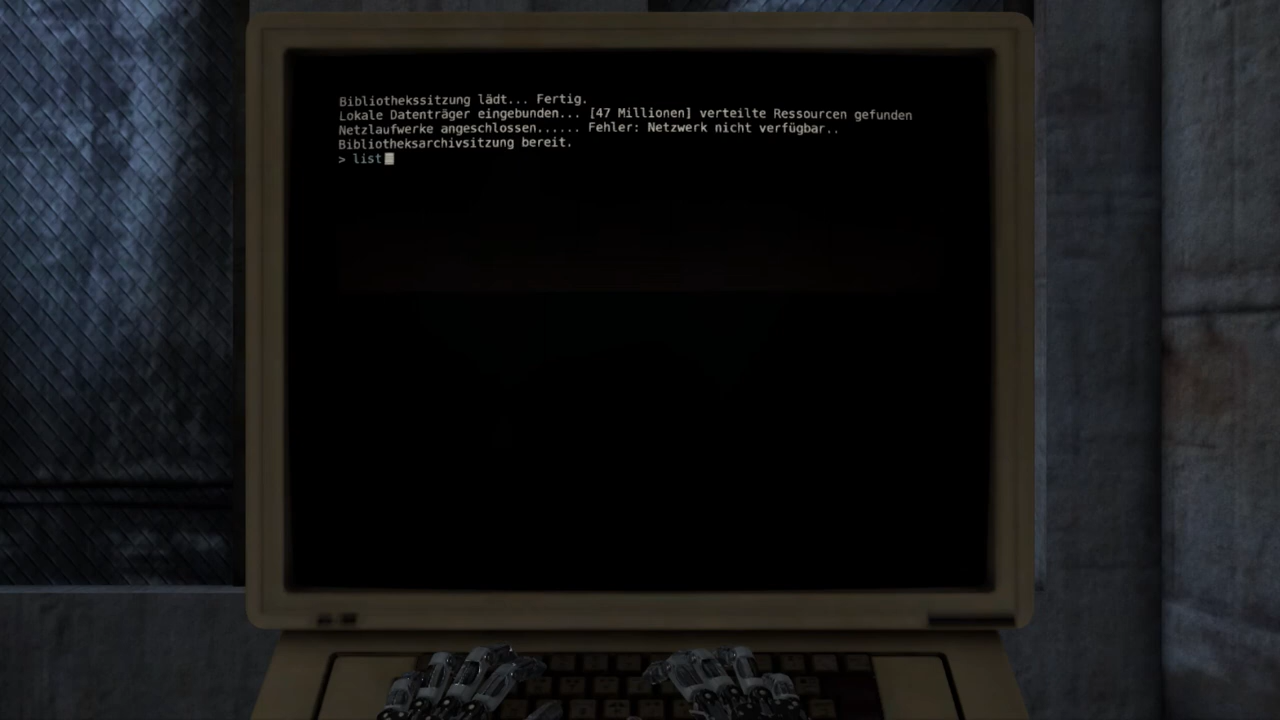 Bibliothekssitzung lädt... Fertig.
Lokale Datenträger eingebunden... [47 Millionen] verteilte Ressourcen gefunden
Netzlaufwerke angeschlossen...... Fehler: Netzwerk nicht verfügbar..
Bibliotheksarchivsitzung bereit.
> list